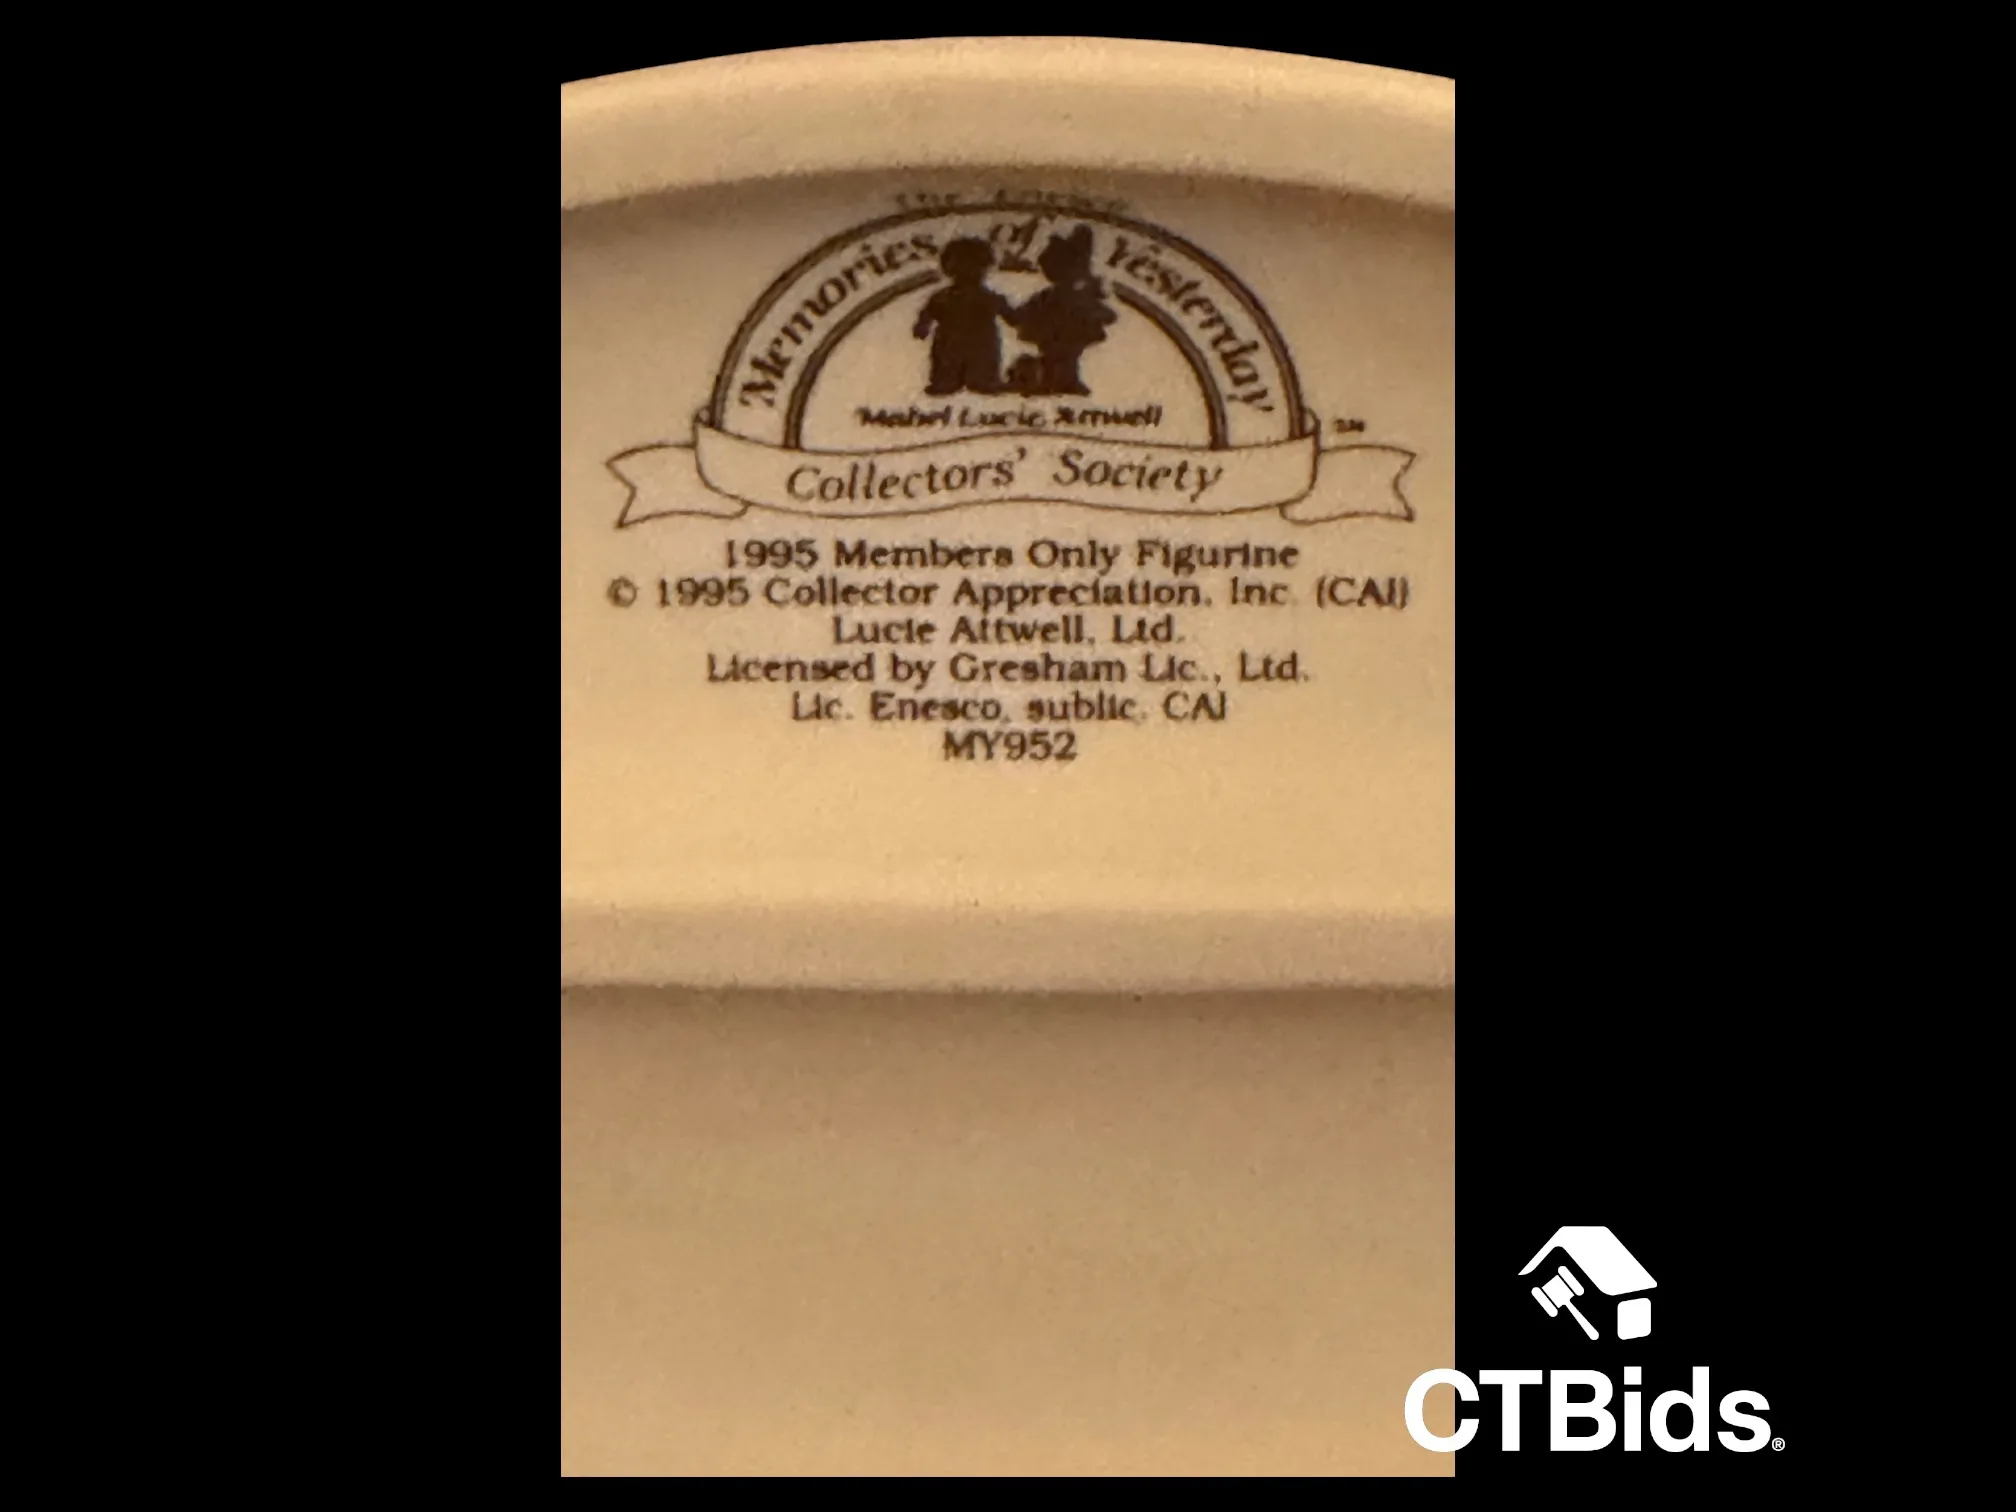 Memories of Yesterday
Mabel Lucie Attwell
Collectors' Society
1995 Members Only Figurine
© 1995 Collector Appreciation, Inc. (CAI)
Lucie Attwell, Ltd.
Licensed by Gresham Lic., Ltd.
Lic. Enesco, sublic. CAI
MY952
CTBids®